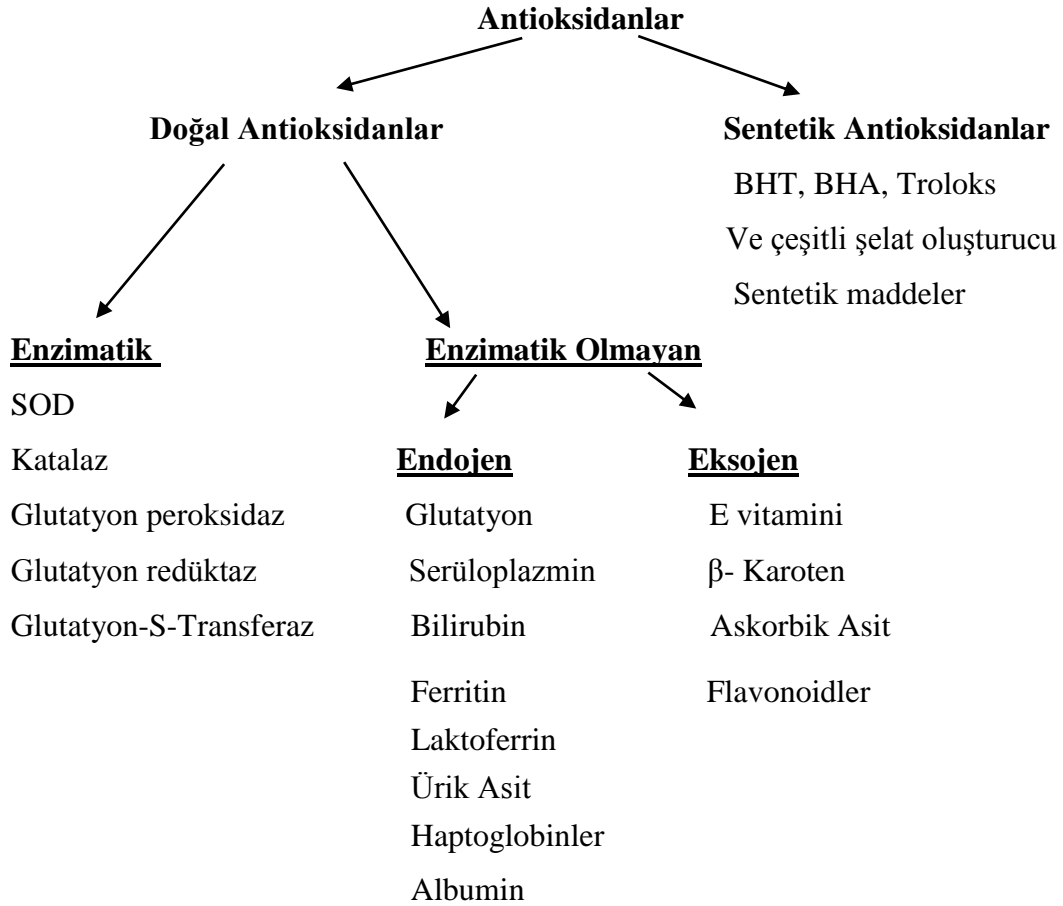 Antioksidanlar
Doğal Antioksidanlar
Sentetik Antioksidanlar
BHT, BHA, Troloks
Ve çeşitli şelat oluşturucu
Sentetik maddeler
Enzimatik
SOD
Katalaz
Glutatyon peroksidaz
Glutatyon redüktaz
Glutatyon-S-Transferaz
Enzimatik Olmayan
Endojen
Glutatyon
Serüloplazmin
Bilirubin
Ferritin
Laktoferrin
Ürik Asit
Haptoglobinler
Albumin
Eksojen
E vitamini
β- Karoten
Askorbik Asit
Flavonoidler